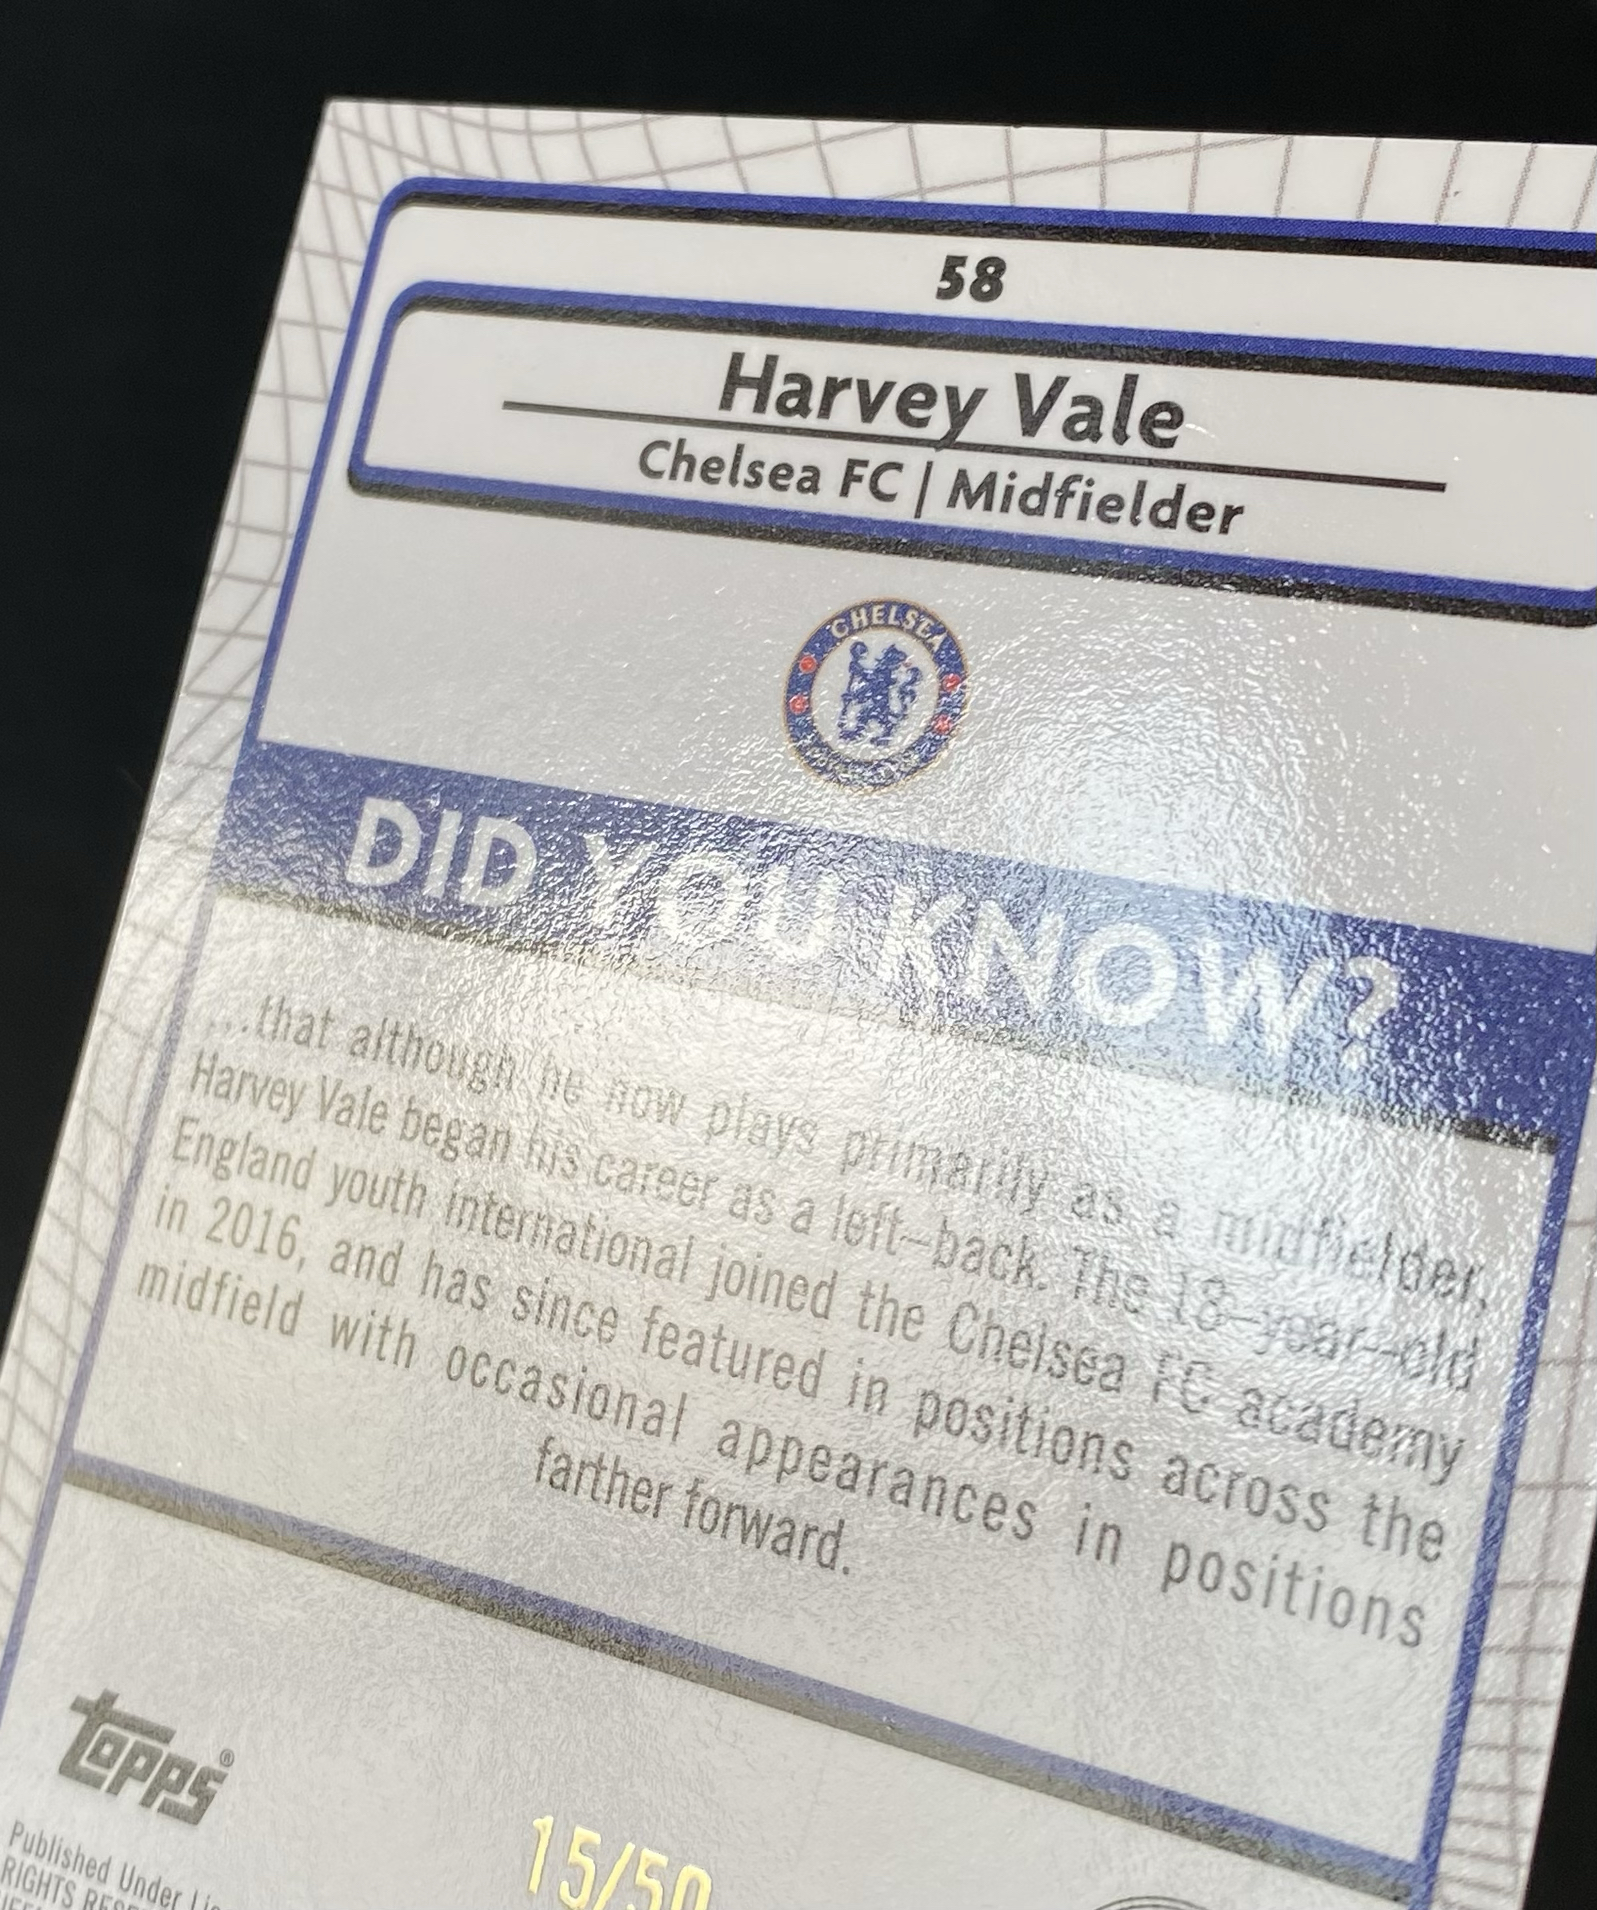 58
Harvey Vale
Chelsea FC | Midfielder
CHELSEA
DID YOU KNOW?
...that although he now plays primarily as a midfielder,
Harvey Vale began his career as a left-back. The 18-year-old
England youth international joined the Chelsea FC academy
in 2016, and has since featured in positions across the
midfield with occasional appearances in positions
farther forward.
topps®
15/50
Published Under
RIGHTS